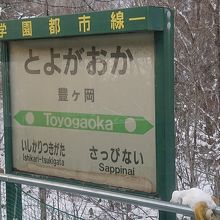 学園都市線
とよがおか
豊ヶ岡
Toyogaoka
いしかりつきがた
Ishikari-tsukigata
さっぴない
Sappinai